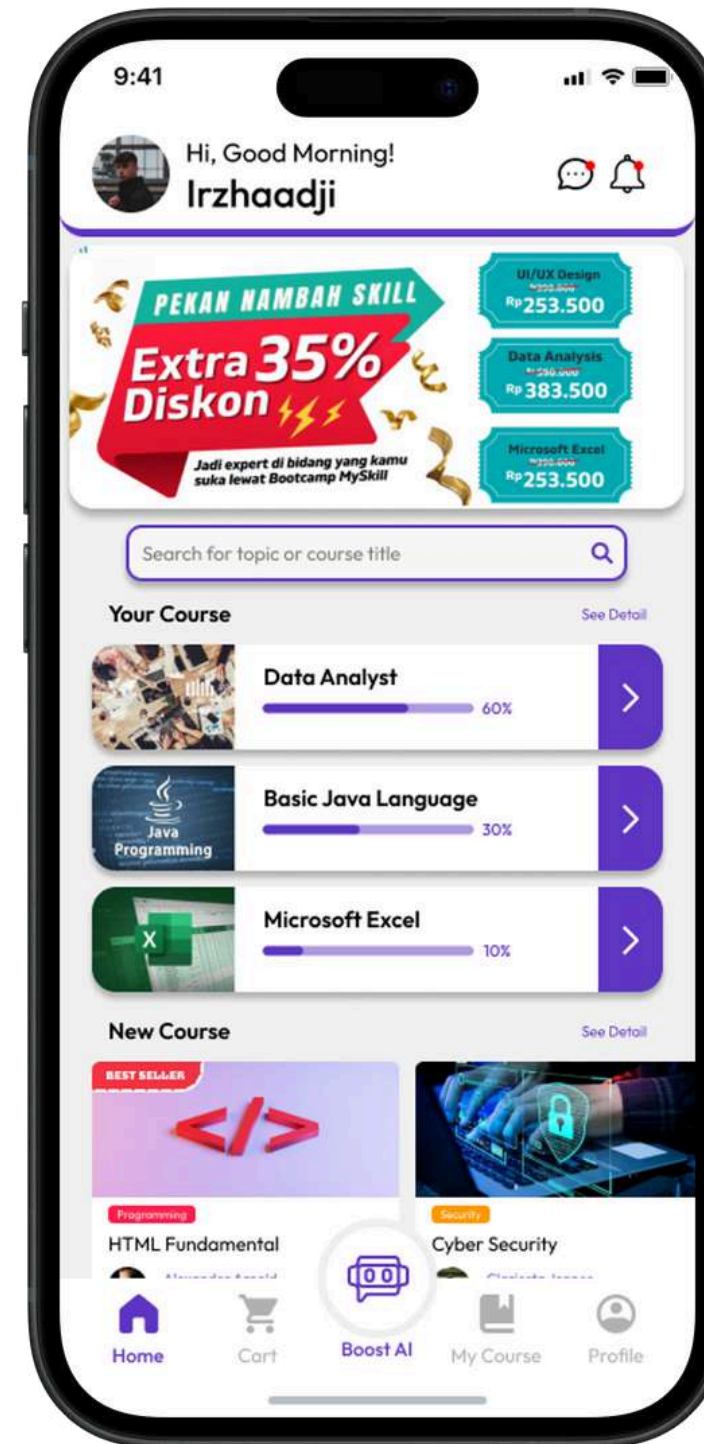 9:41
Hi, Good Morning!
Irzhaadji
PEKAN NAMBAH SKILL
Extra 35%
Diskon
Jadi expert di bidang yang kamu
suka lewat Bootcamp MySkill
UI/UX Design
Rp253.500
Data Analysis
Rp383.500
Microsoft Excel
Rp253.500
Search for topic or course title
Your Course
See Detail
Data Analyst
60%
Java
Programming
Basic Java Language
30%
X
Microsoft Excel
10%
New Course
See Detail
BEST SELLER
</>
Programming
HTML Fundamental
Security
Cyber Security
Home
Cart
Boost AI
My Course
Profile